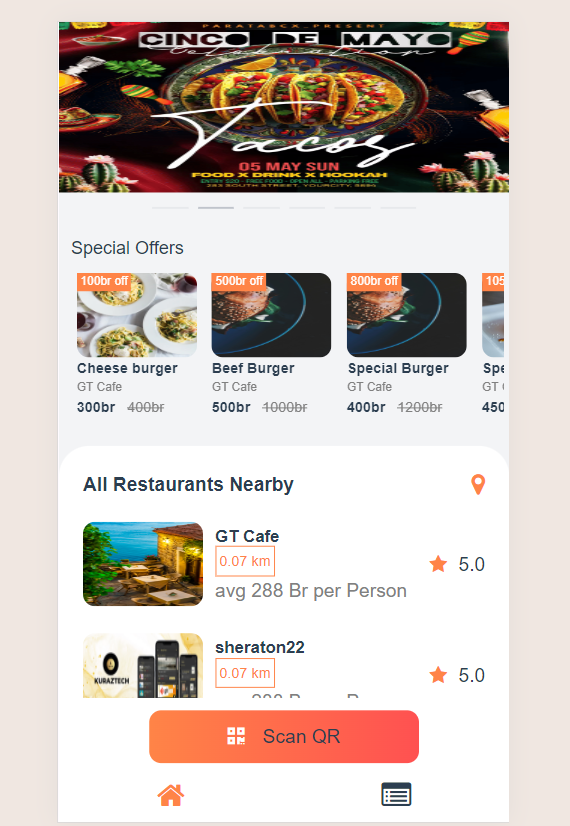 PARATABCX_PRESENT
CINCO DE MAYO
Celebration
Tacos
05 MAY SUN
FOOD X DRINK X HOOKAH
ENTRY $20 - FREE FOOD - OPEN ALL - PARKING FREE
283 SOUTH STREET, YOURCITY,
Special Offers
100br off
500br off
800br off
105
Cheese burger
Beef Burger
Special Burger
Spe
GT Cafe
GT Cafe
GT Cafe
GT
300br 400br
500br 1000br
400br 1200br
450
All Restaurants Nearby
GT Cafe
0.07 km
5.0
avg 288 Br per Person
KURAZTECH
sheraton22
0.07 km
5.0
Scan QR